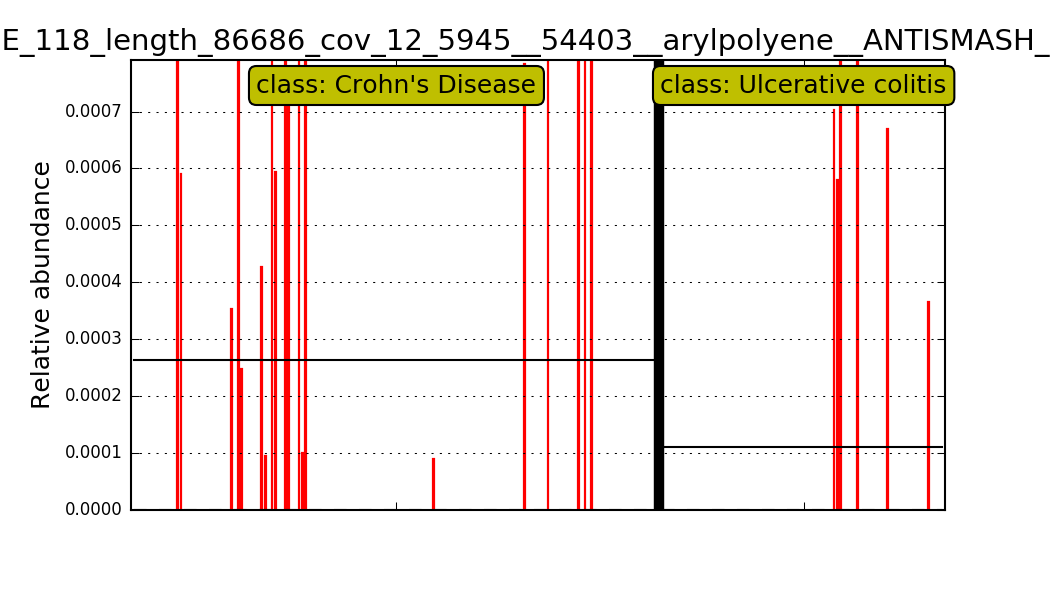 E_118_length_86686_cov_12_5945__54403__arylpolyene__ANTISMASH_
class: Crohn's Disease
class: Ulcerative colitis
Relative abundance
0.0007
0.0006
0.0005
0.0004
0.0003
0.0002
0.0001
0.0000